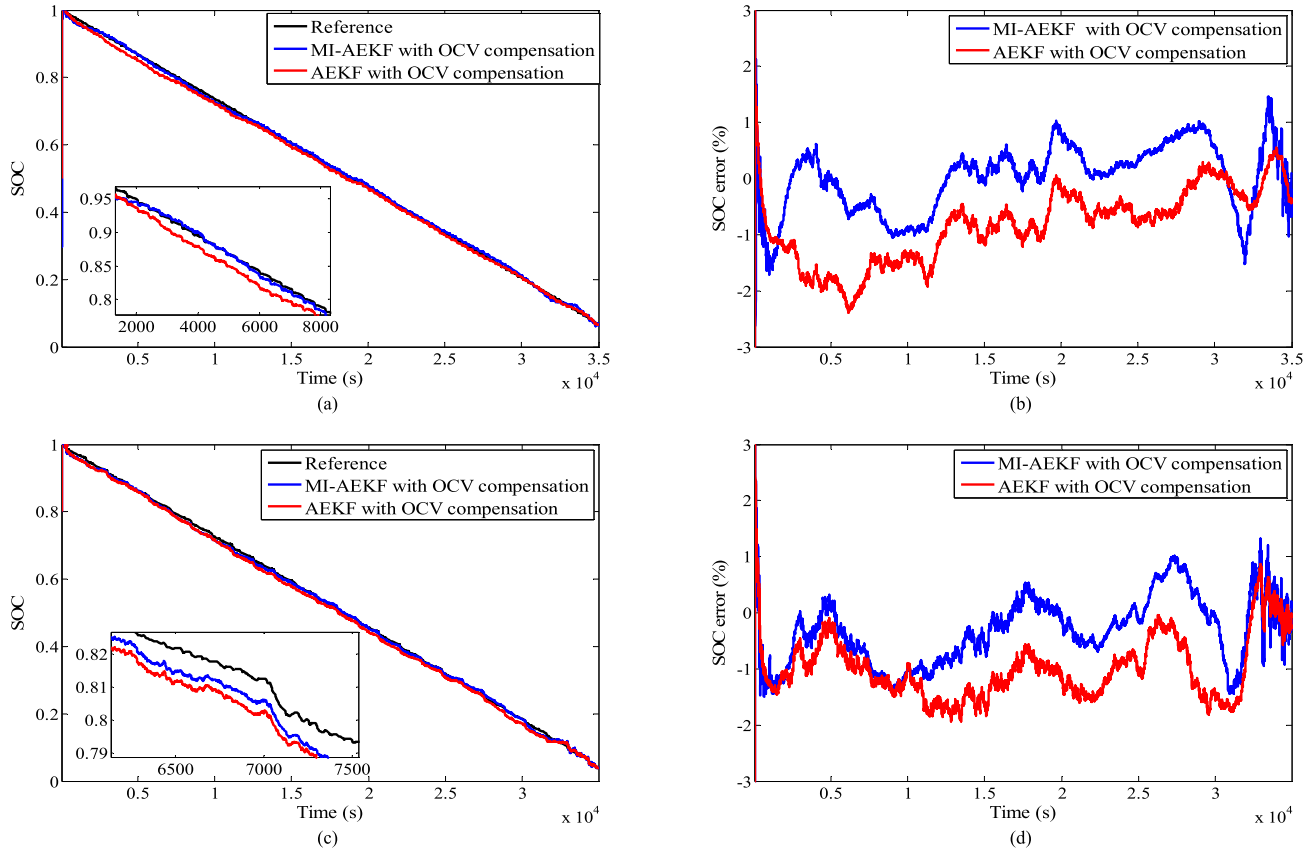 Reference
MI-AEKF with OCV compensation
AEKF with OCV compensation
SOC
1
0.8
0.6
0.4
0.2
0
0.95
0.9
0.85
0.8
2000 4000 6000 8000
0.5 1 1.5 2 2.5 3 3.5
x 10^4
Time (s)
(a)
MI-AEKF with OCV compensation
AEKF with OCV compensation
SOC error (%)
3
2
1
0
-1
-2
-3
0.5 1 1.5 2 2.5 3 3.5
x 10^4
Time (s)
(b)
Reference
MI-AEKF with OCV compensation
AEKF with OCV compensation
SOC
1
0.8
0.6
0.4
0.2
0
0.82
0.81
0.8
0.79
6500 7000 7500
0.5 1 1.5 2 2.5 3 3.5
x 10^4
Time (s)
(c)
MI-AEKF with OCV compensation
AEKF with OCV compensation
SOC error (%)
3
2
1
0
-1
-2
-3
0.5 1 1.5 2 2.5 3 3.5
x 10^4
Time (s)
(d)